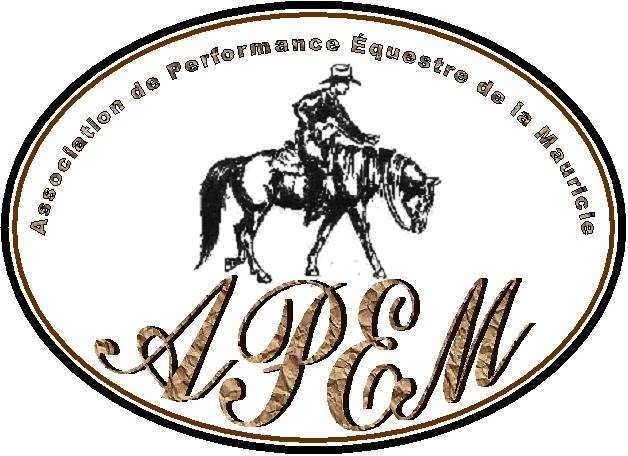 Association de Performance Équestre de la Mauricie
APEM